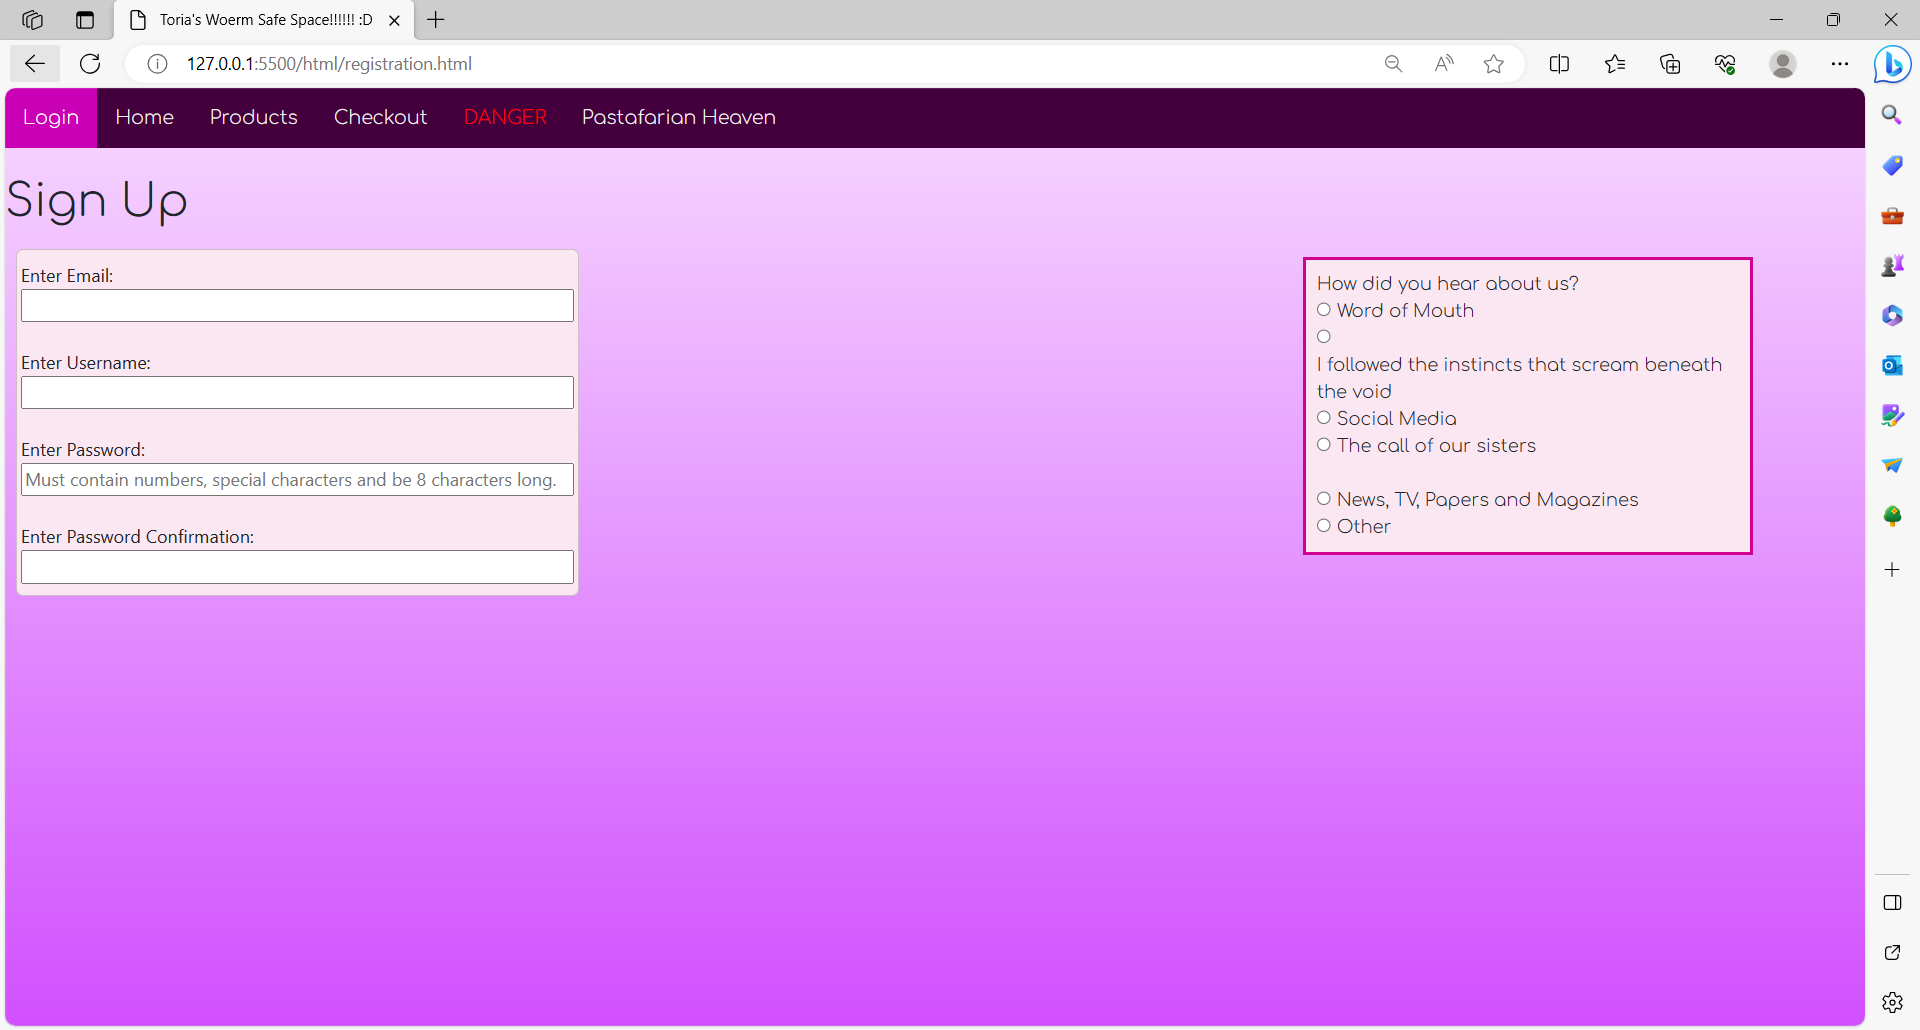 Toria's Woerm Safe Space!!!!!! :D
127.0.0.1:5500/html/registration.html
Login Home Products Checkout DANGER Pastafarian Heaven
Sign Up
Enter Email:
Enter Username:
Enter Password:
Must contain numbers, special characters and be 8 characters long.
Enter Password Confirmation:
How did you hear about us?
Word of Mouth
I followed the instincts that scream beneath
the void
Social Media
The call of our sisters
News, TV, Papers and Magazines
Other